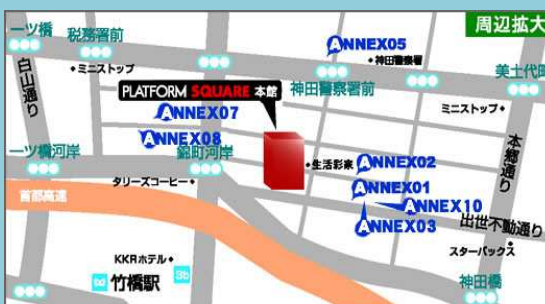 周辺拡大
一ツ橋
税務署前
ANNEX05
神田警察署
ミニストップ
白山通り
神田警察署前
美土代町
PLATFORM SQUARE 本館
ミニストップ
ANNEX07
ANNEX08
本郷通り
一ツ橋河岸
錦町河岸
生活彩家
ANNEX02
タリーズコーヒー
ANNEX01
首都高速
ANNEX10
出世不動通り
ANNEX03
スターバックス
KKRホテル
竹橋駅
3b
神田橋